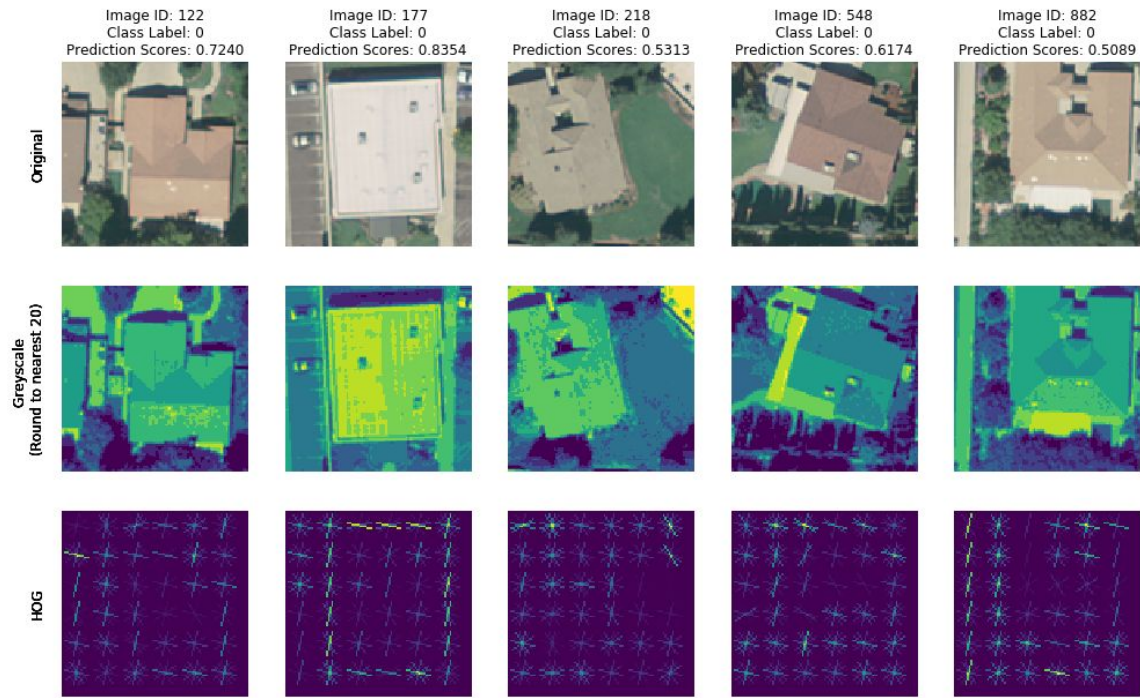 Image ID: 122
Class Label: 0
Prediction Scores: 0.7240
Image ID: 177
Class Label: 0
Prediction Scores: 0.8354
Image ID: 218
Class Label: 0
Prediction Scores: 0.5313
Image ID: 548
Class Label: 0
Prediction Scores: 0.6174
Image ID: 882
Class Label: 0
Prediction Scores: 0.5089
Original
Greyscale
(Round to nearest 20)
HOG